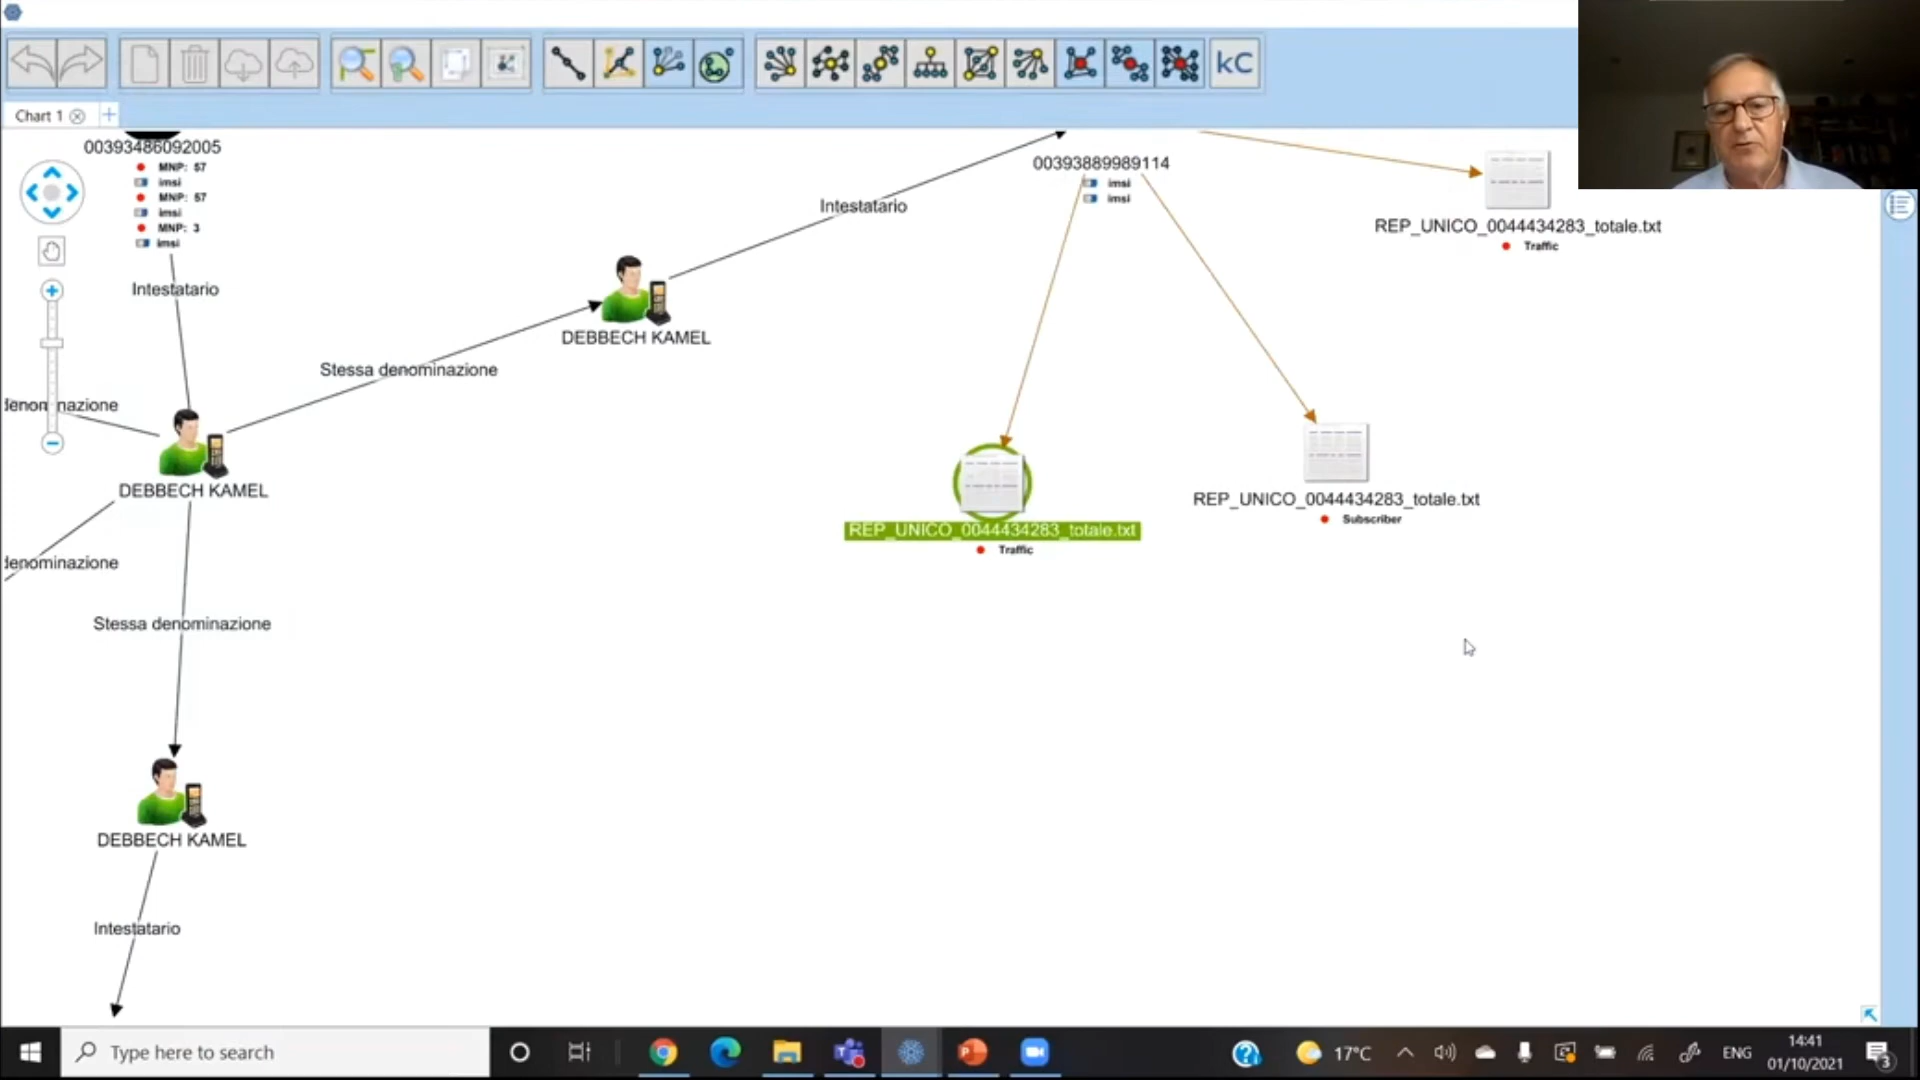 kC
Chart 1
00393486092005
MNP: 57
imsi
MNP: 57
imsi
MNP: 3
imsi
Intestatario
00393889989114
imsi
imsi
Intestatario
REP_UNICO_0044434283_totale.txt
Traffic
DEBBECH KAMEL
Stessa denominazione
denominazione
DEBBECH KAMEL
REP_UNICO_0044434283_totale.txt
Subscriber
REP_UNICO_0044434283_totale.txt
Traffic
denominazione
Stessa denominazione
DEBBECH KAMEL
Intestatario
Type here to search
17°C
ENG
14:41
01/10/2021
3